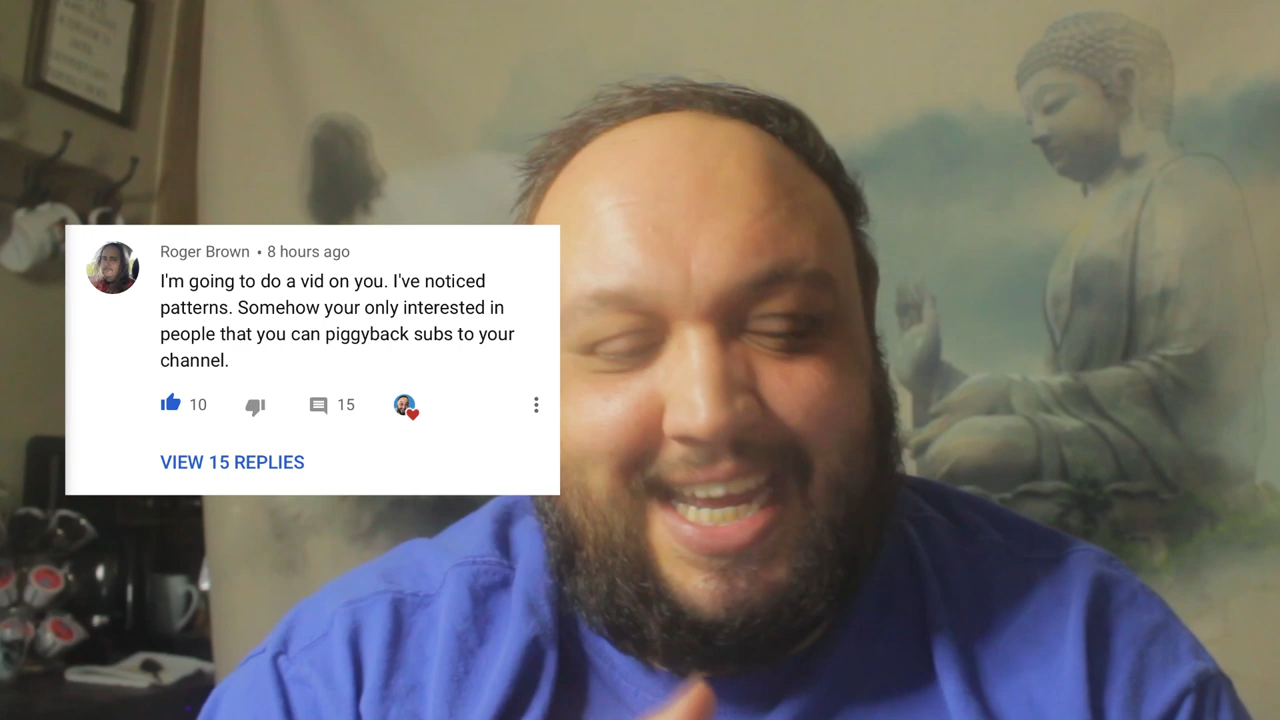 Roger Brown • 8 hours ago
I'm going to do a vid on you. I've noticed
patterns. Somehow your only interested in
people that you can piggyback subs to your
channel.
10 15
VIEW 15 REPLIES